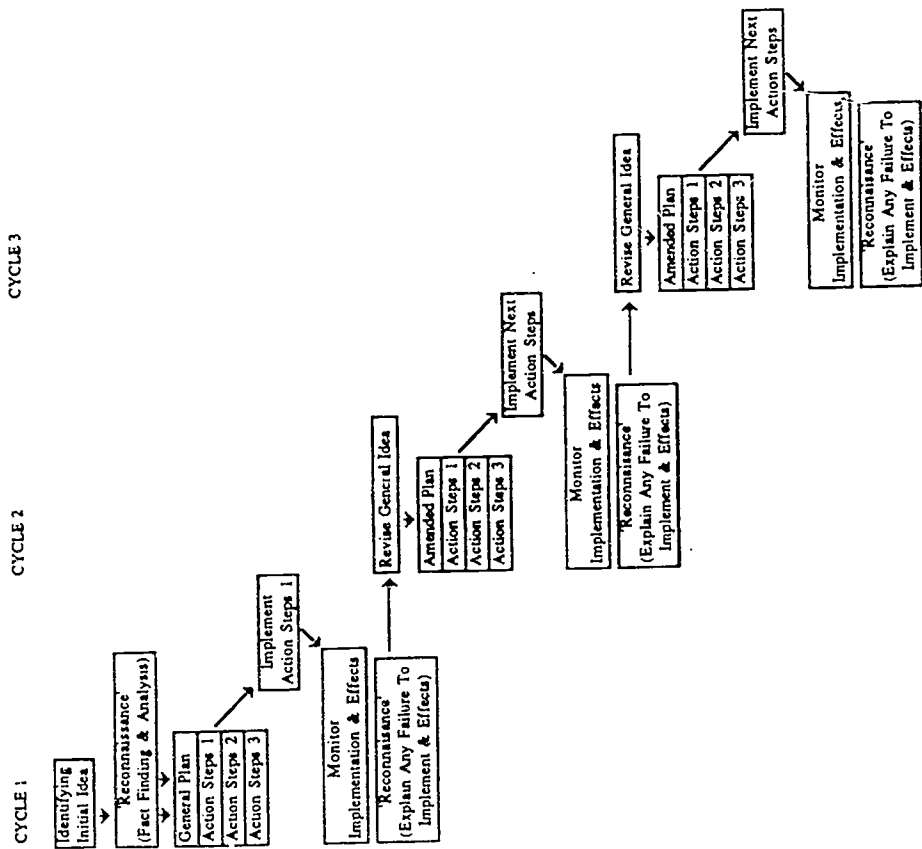 CYCLE 1
Identifying
Initial Idea
'Reconnaissance'
(Fact Finding & Analysis)
General Plan
Action Steps 1
Action Steps 2
Action Steps 3
Implement
Action Steps 1
Monitor
Implementation & Effects
'Reconnaisance'
(Explain Any Failure To
Implement & Effects)
CYCLE 2
Revise General Idea
Amended Plan
Action Steps 1
Action Steps 2
Action Steps 3
Implement Next
Action Steps
Monitor
Implementation & Effects
'Reconnaisance'
(Explain Any Failure To
Implement & Effects)
CYCLE 3
Revise General Idea
Amended Plan
Action Steps 1
Action Steps 2
Action Steps 3
Implement Next
Action Steps
Monitor
Implementation & Effects,
'Reconnaisance'
(Explain Any Failure To
Implement & Effects)